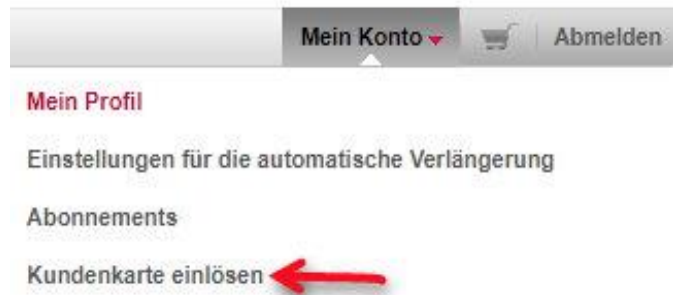 Mein Konto Abmelden
Mein Profil
Einstellungen für die automatische Verlängerung
Abonnements
Kundenkarte einlösen